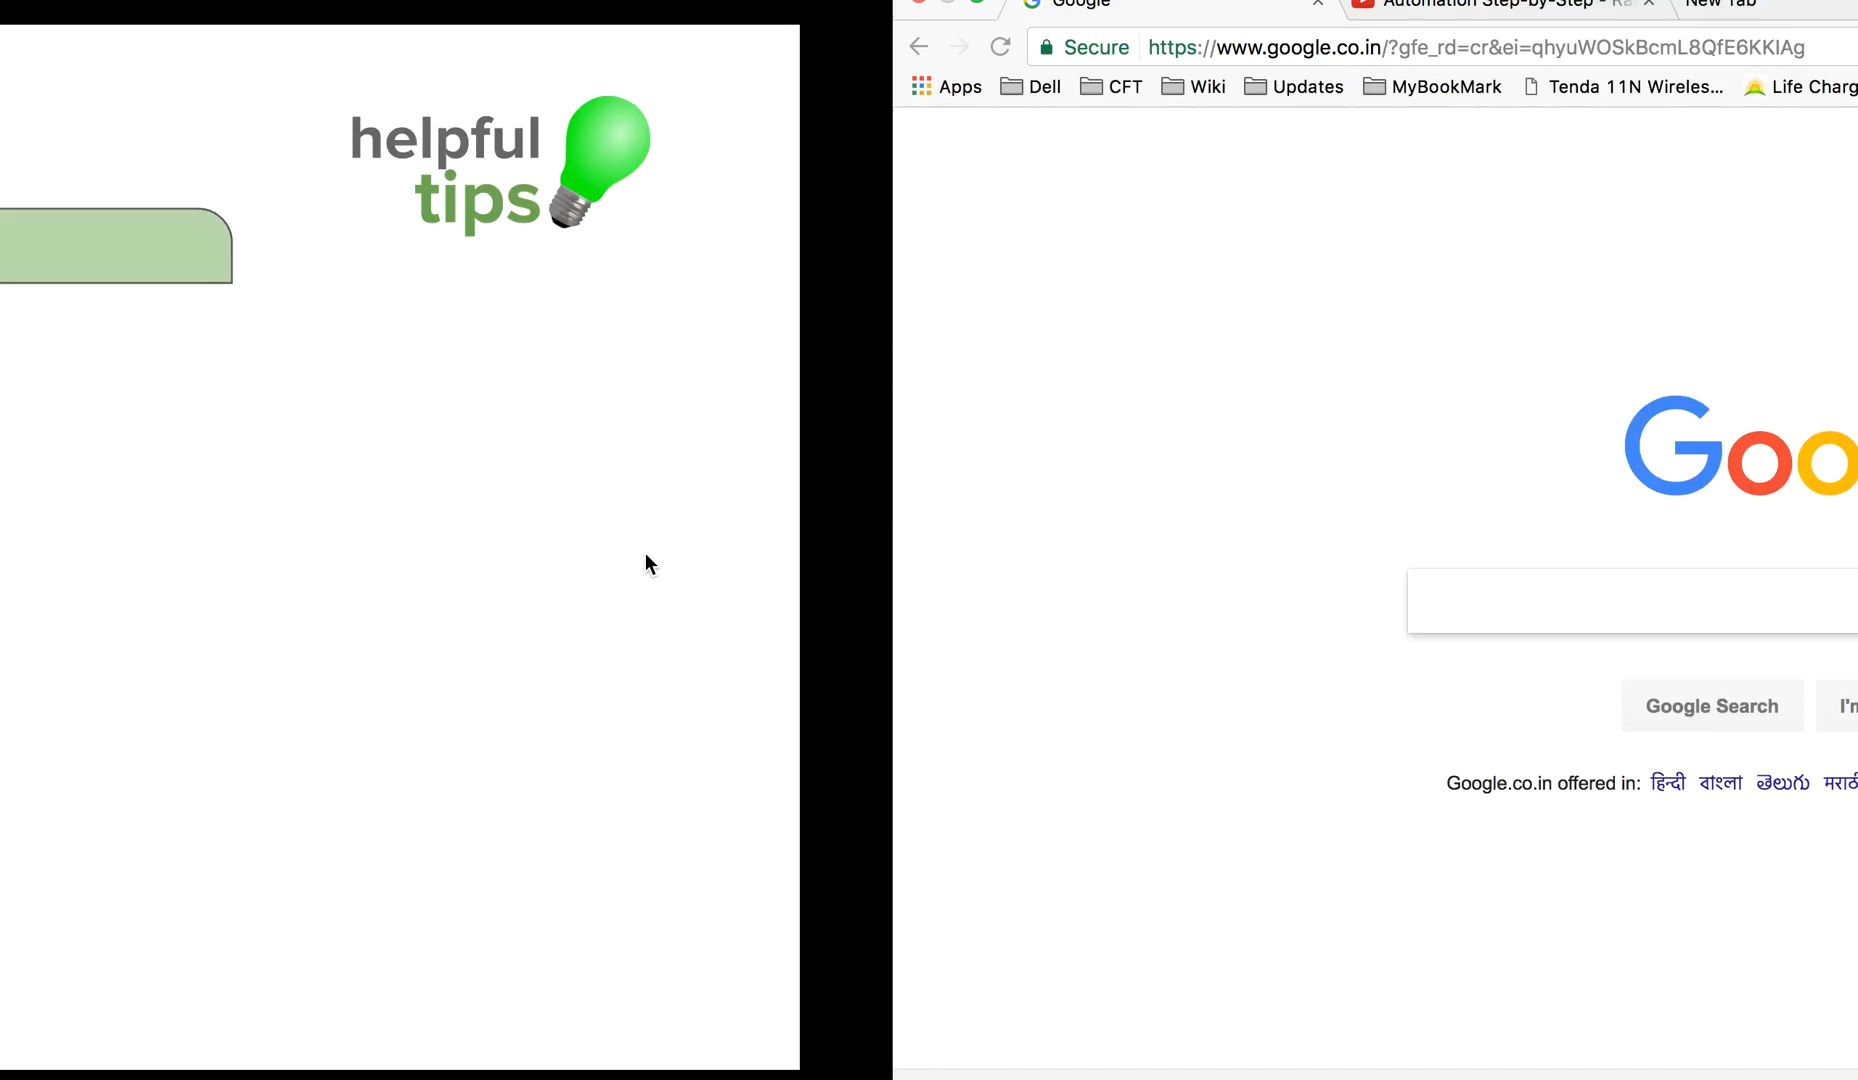 helpful
tips
Google
Automation Step-by-Step - Ra
New Tab
Secure
https://www.google.co.in/?gfe_rd=cr&ei=qhyuWOSkBcmL8QfE6KKIAg
Apps Dell CFT Wiki Updates MyBookMark Tenda 11N Wireles... Life Charg
Goo
Google Search I'm
Google.co.in offered in: हिन्दी বাংলা తెలుగు मराठी